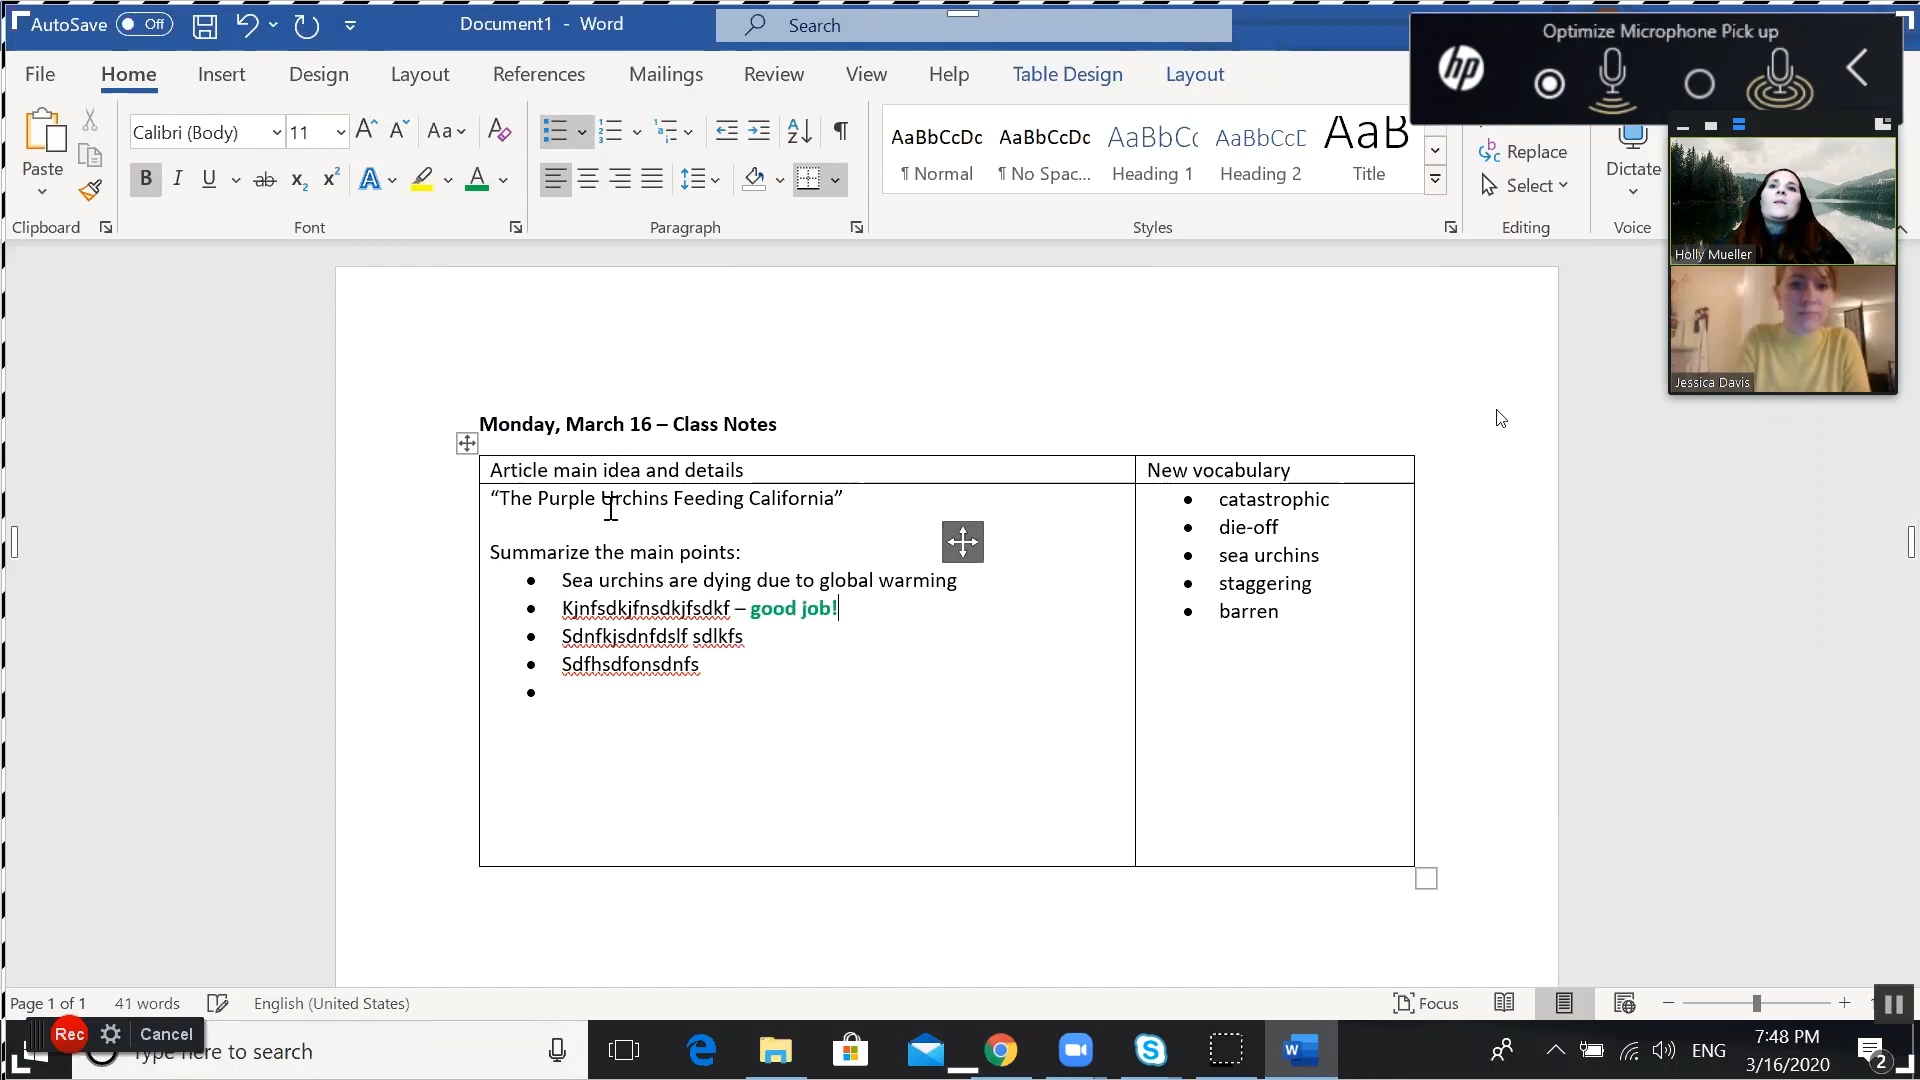 AutoSave Off Document1 - Word Search
Optimize Microphone Pick up
hp
File Home Insert Design Layout References Mailings Review View Help Table Design Layout
Calibri (Body) 11 Aa
Paste
B I U ab x2 x2 A A
AaBbCcDc AaBbCcDc AaBbCc AaBbCcD AaB
¶ Normal ¶ No Spac... Heading 1 Heading 2 Title
Replace
Select
Dictate
Clipboard Font Paragraph Styles Editing Voice
Holly Mueller
Jessica Davis
Monday, March 16 – Class Notes
Article main idea and details
“The Purple Urchins Feeding California”
Summarize the main points:
• Sea urchins are dying due to global warming
• Kjnfsdkjfnsdkjfsdkf – good job!
• Sdnfkjsdnfdslf sdlkfs
• Sdfhsdfonsdnfs
•
New vocabulary
• catastrophic
• die-off
• sea urchins
• staggering
• barren
Page 1 of 1 41 words English (United States) Focus
Rec Cancel
Type here to search
ENG
7:48 PM
3/16/2020
2